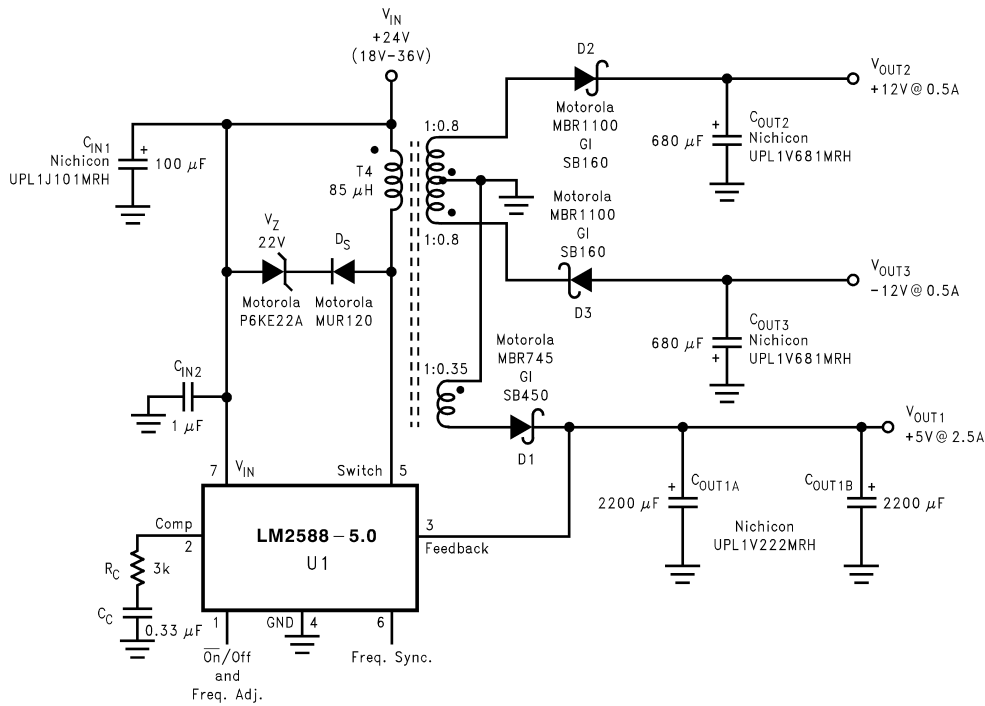 V_IN
+24V
(18V–36V)
C_IN1
Nichicon
UPL1J101MRH
+
100 μF
T4
85 μH
1:0.8
1:0.8
D2
Motorola
MBR1100
GI
SB160
V_OUT2
+12V@ 0.5A
+
680 μF
C_OUT2
Nichicon
UPL1V681MRH
Motorola
MBR1100
GI
SB160
D3
V_OUT3
-12V@ 0.5A
680 μF
+
C_OUT3
Nichicon
UPL1V681MRH
V_Z
22V
D_S
Motorola
P6KE22A
Motorola
MUR120
C_IN2
1 μF
1:0.35
Motorola
MBR745
GI
SB450
D1
V_OUT1
+5V@ 2.5A
+
C_OUT1A
2200 μF
C_OUT1B
+
2200 μF
Nichicon
UPL1V222MRH
7
V_IN
Switch
5
Comp
2
LM2588–5.0
U1
3
Feedback
R_C
3k
C_C
0.33 μF
1
GND
4
6
O̅n̅/Off
and
Freq. Adj.
Freq. Sync.